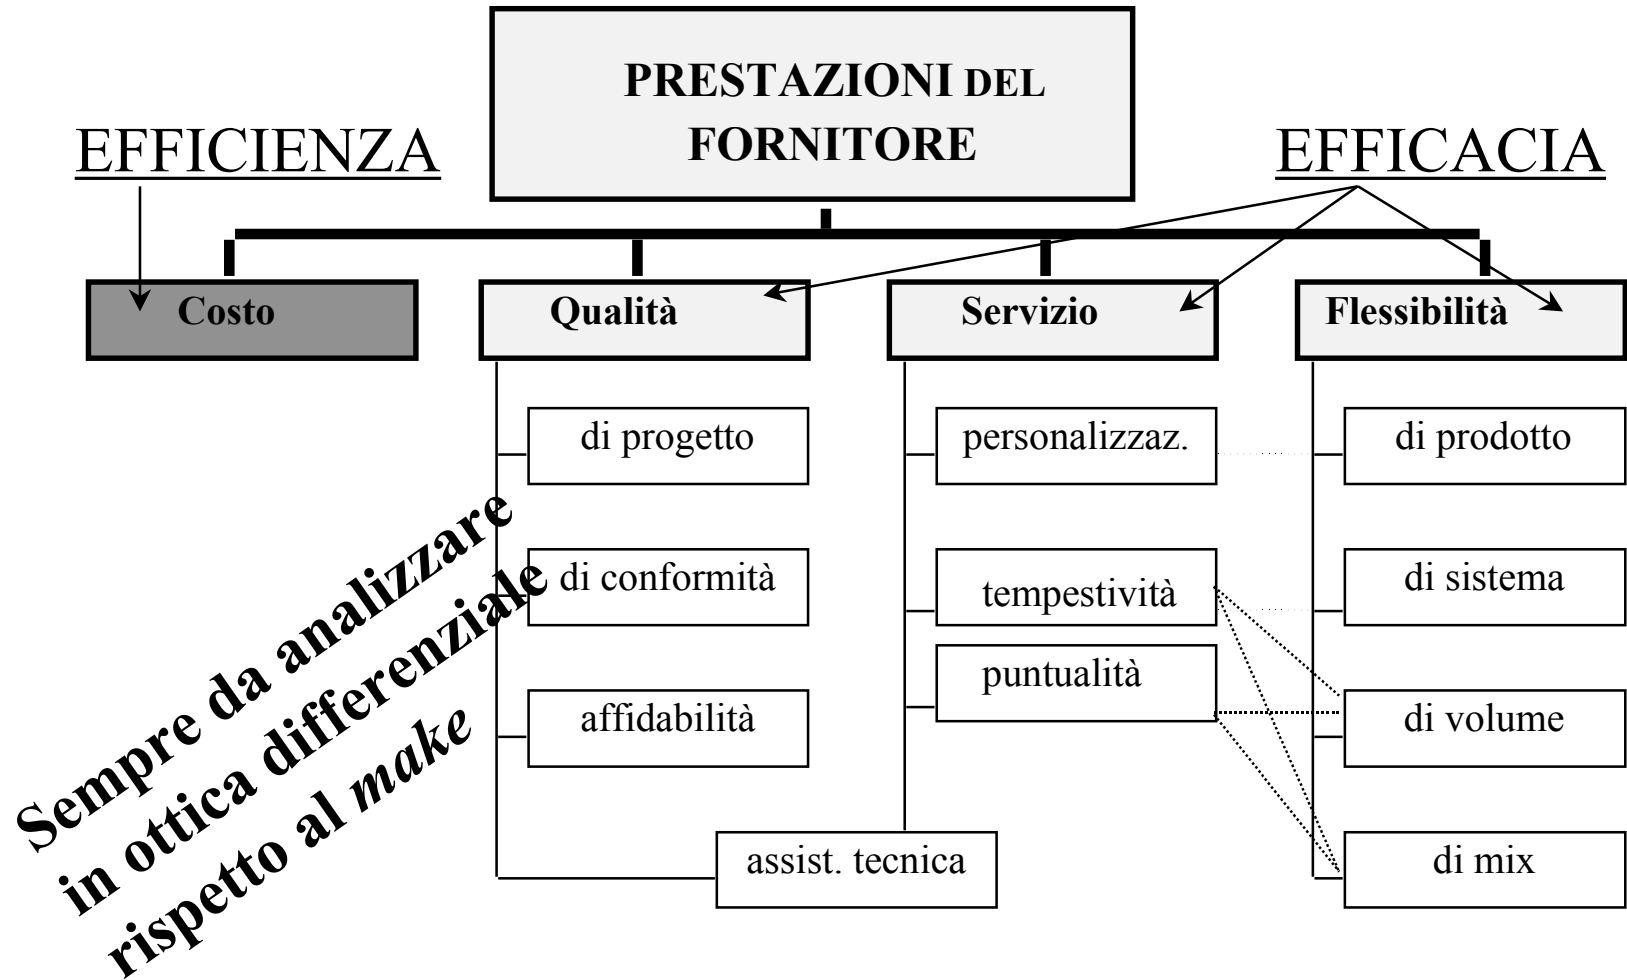 PRESTAZIONI DEL
FORNITORE
EFFICIENZA
EFFICACIA
Costo
Qualità
Servizio
Flessibilità
di progetto
personalizzaz.
di prodotto
di conformità
tempestività
di sistema
puntualità
affidabilità
di volume
assist. tecnica
di mix
Sempre da analizzare
in ottica differenziale
rispetto al make